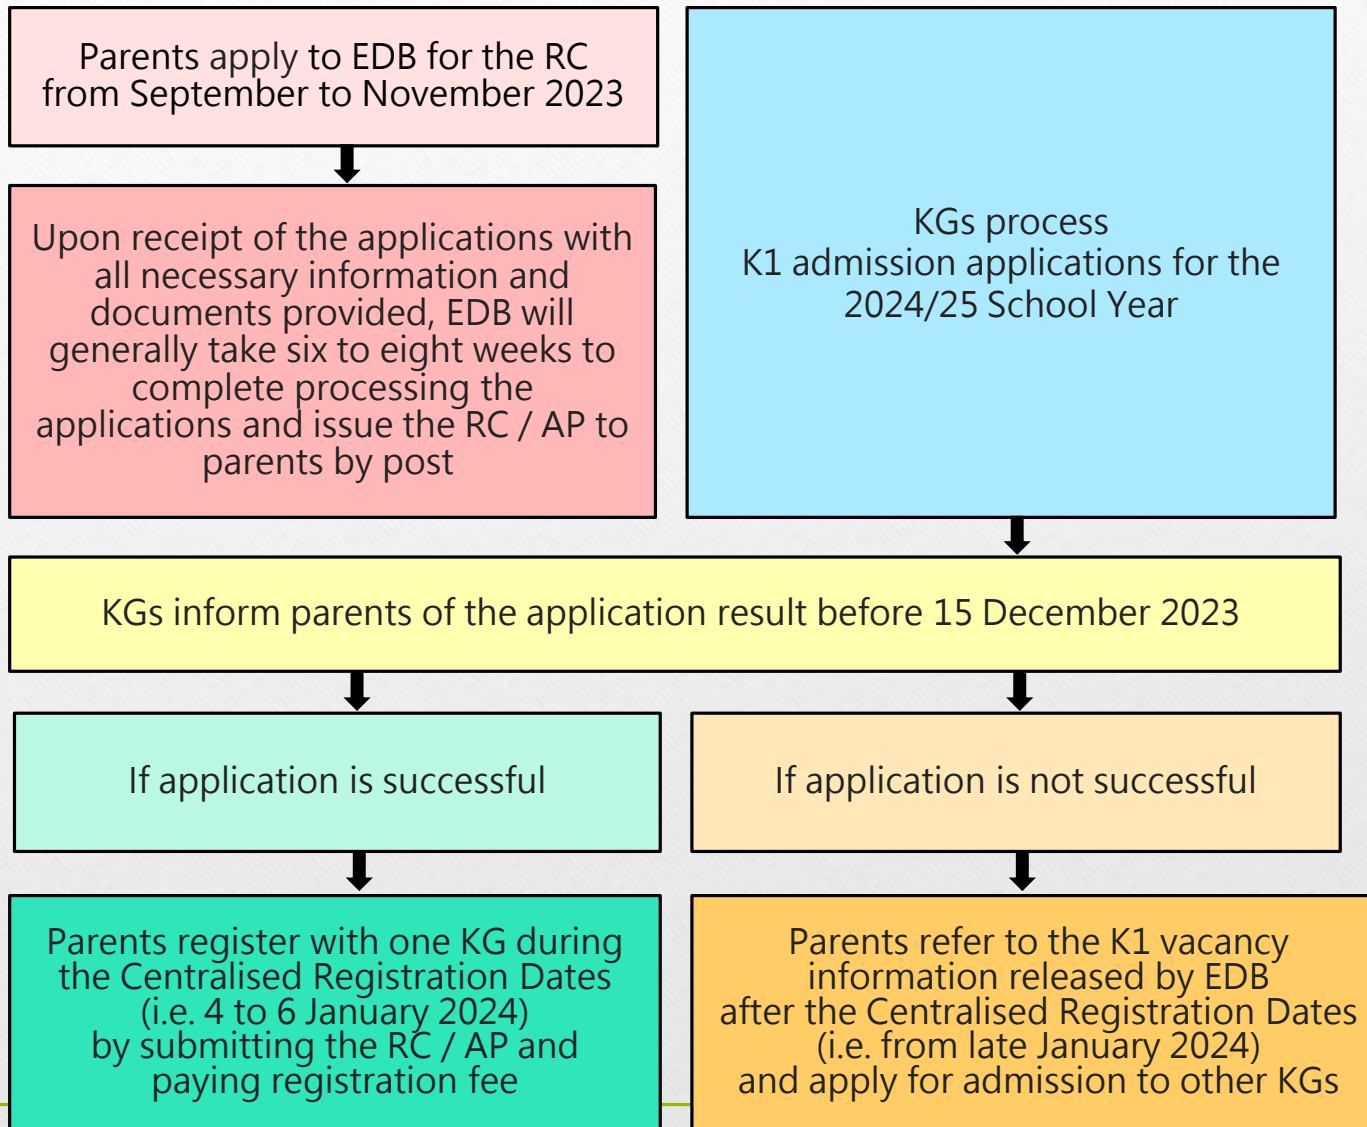 Parents apply to EDB for the RC
from September to November 2023
Upon receipt of the applications with
all necessary information and
documents provided, EDB will
generally take six to eight weeks to
complete processing the
applications and issue the RC / AP to
parents by post
KGs process
K1 admission applications for the
2024/25 School Year
KGs inform parents of the application result before 15 December 2023
If application is successful
If application is not successful
Parents register with one KG during
the Centralised Registration Dates
(i.e. 4 to 6 January 2024)
by submitting the RC / AP and
paying registration fee
Parents refer to the K1 vacancy
information released by EDB
after the Centralised Registration Dates
(i.e. from late January 2024)
and apply for admission to other KGs